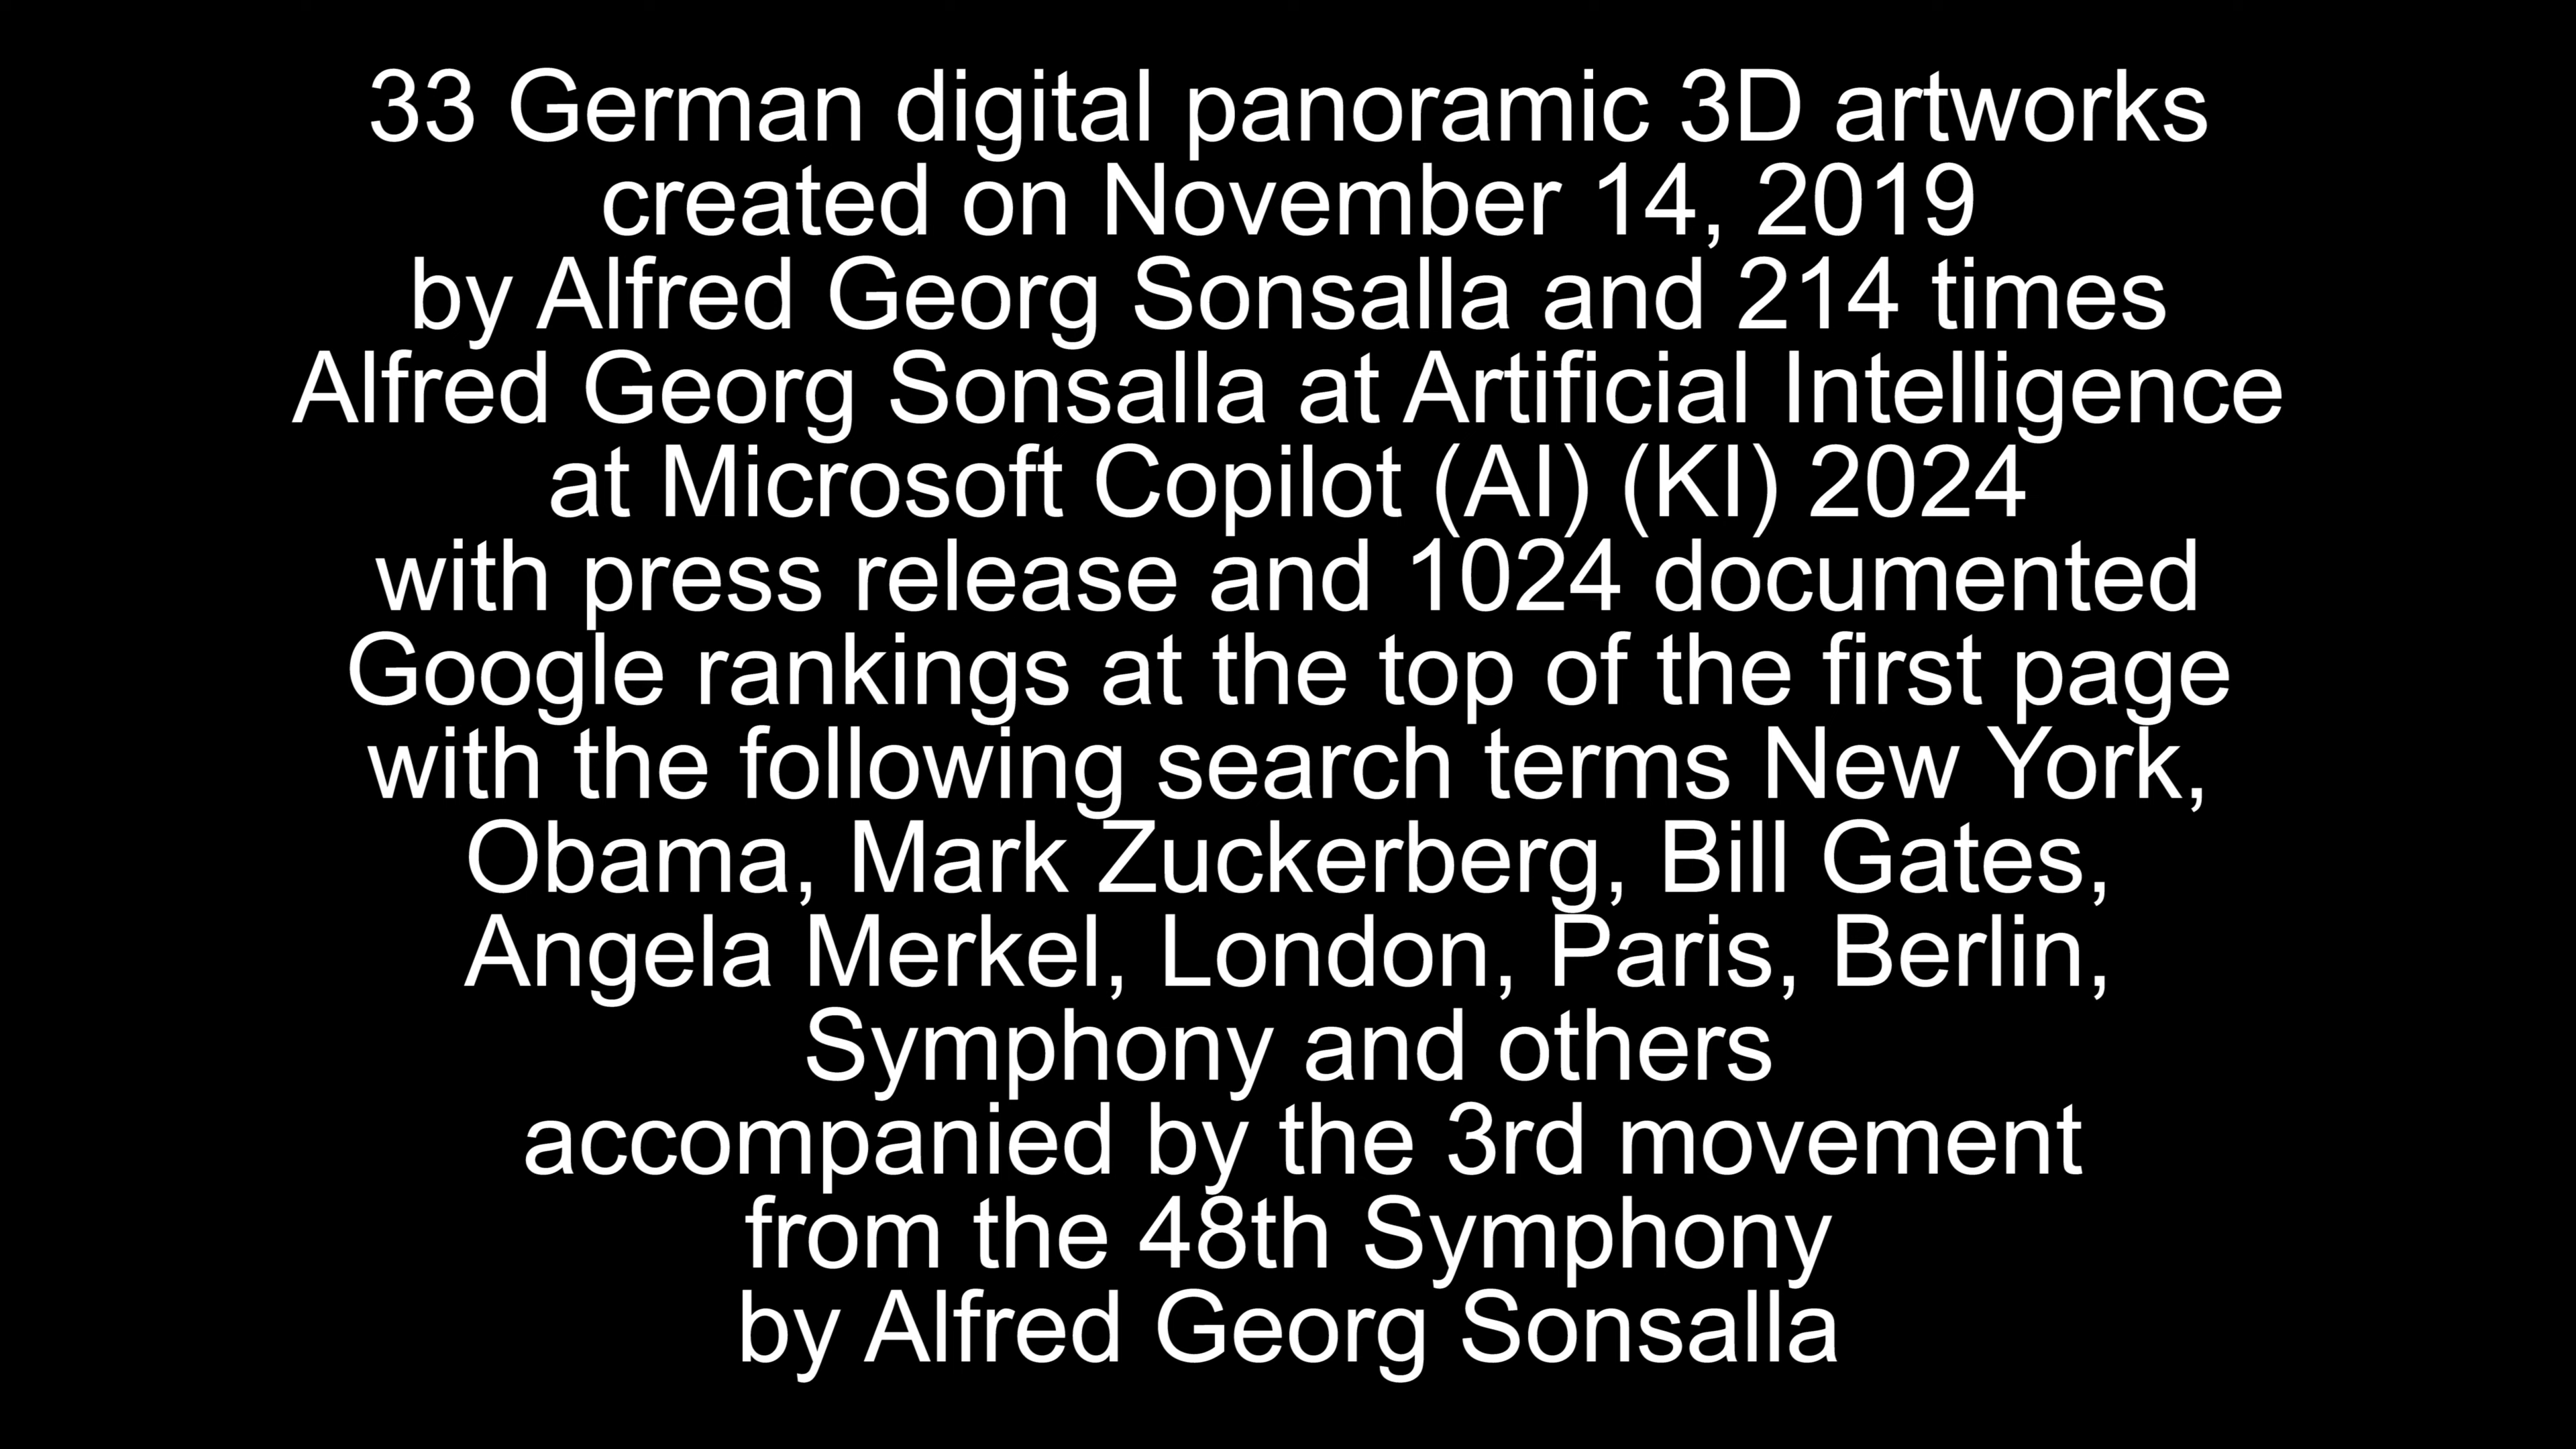 33 German digital panoramic 3D artworks
created on November 14, 2019
by Alfred Georg Sonsalla and 214 times
Alfred Georg Sonsalla at Artificial Intelligence
at Microsoft Copilot (AI) (KI) 2024
with press release and 1024 documented
Google rankings at the top of the first page
with the following search terms New York,
Obama, Mark Zuckerberg, Bill Gates,
Angela Merkel, London, Paris, Berlin,
Symphony and others
accompanied by the 3rd movement
from the 48th Symphony
by Alfred Georg Sonsalla